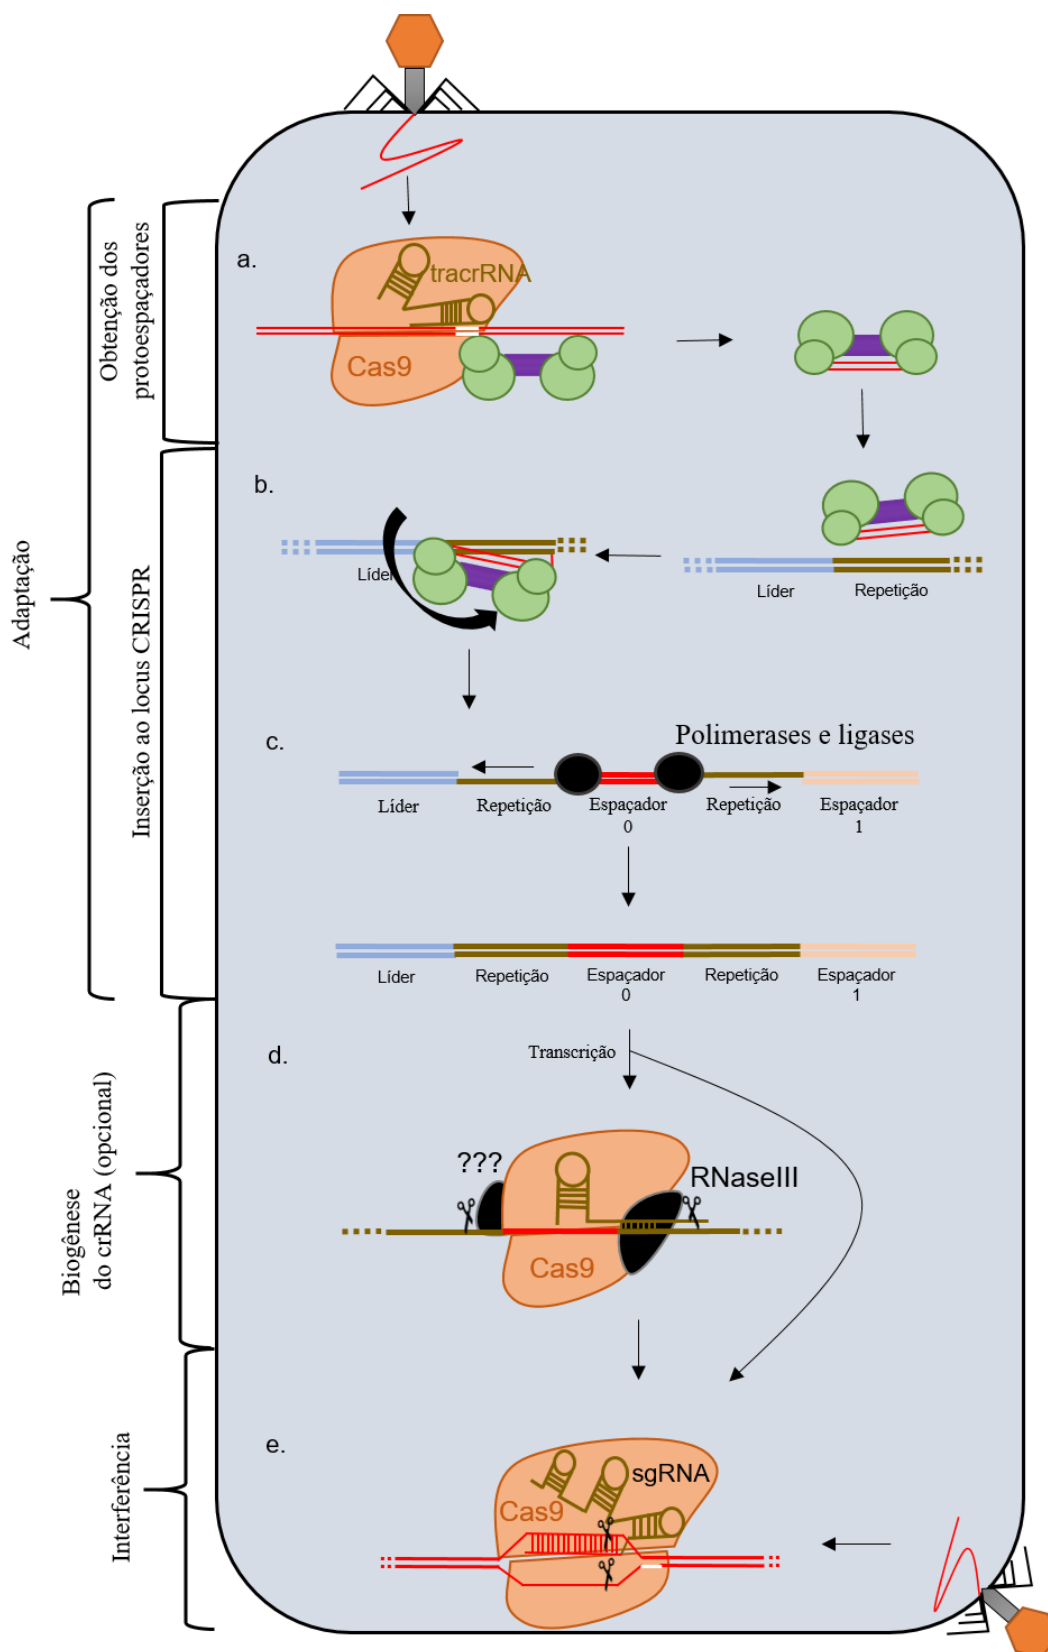 Adaptação
Obtenção dos
protoespaçadores
a.
tracrRNA
Cas9
Inserção ao locus CRISPR
b.
Líder
Líder
Repetição
c.
Polimerases e ligases
Líder
Repetição
Espaçador
0
Repetição
Espaçador
1
Líder
Repetição
Espaçador
0
Repetição
Espaçador
1
Biogênese
do crRNA (opcional)
d.
Transcrição
???
RNaseIII
Cas9
Interferência
e.
sgRNA
Cas9